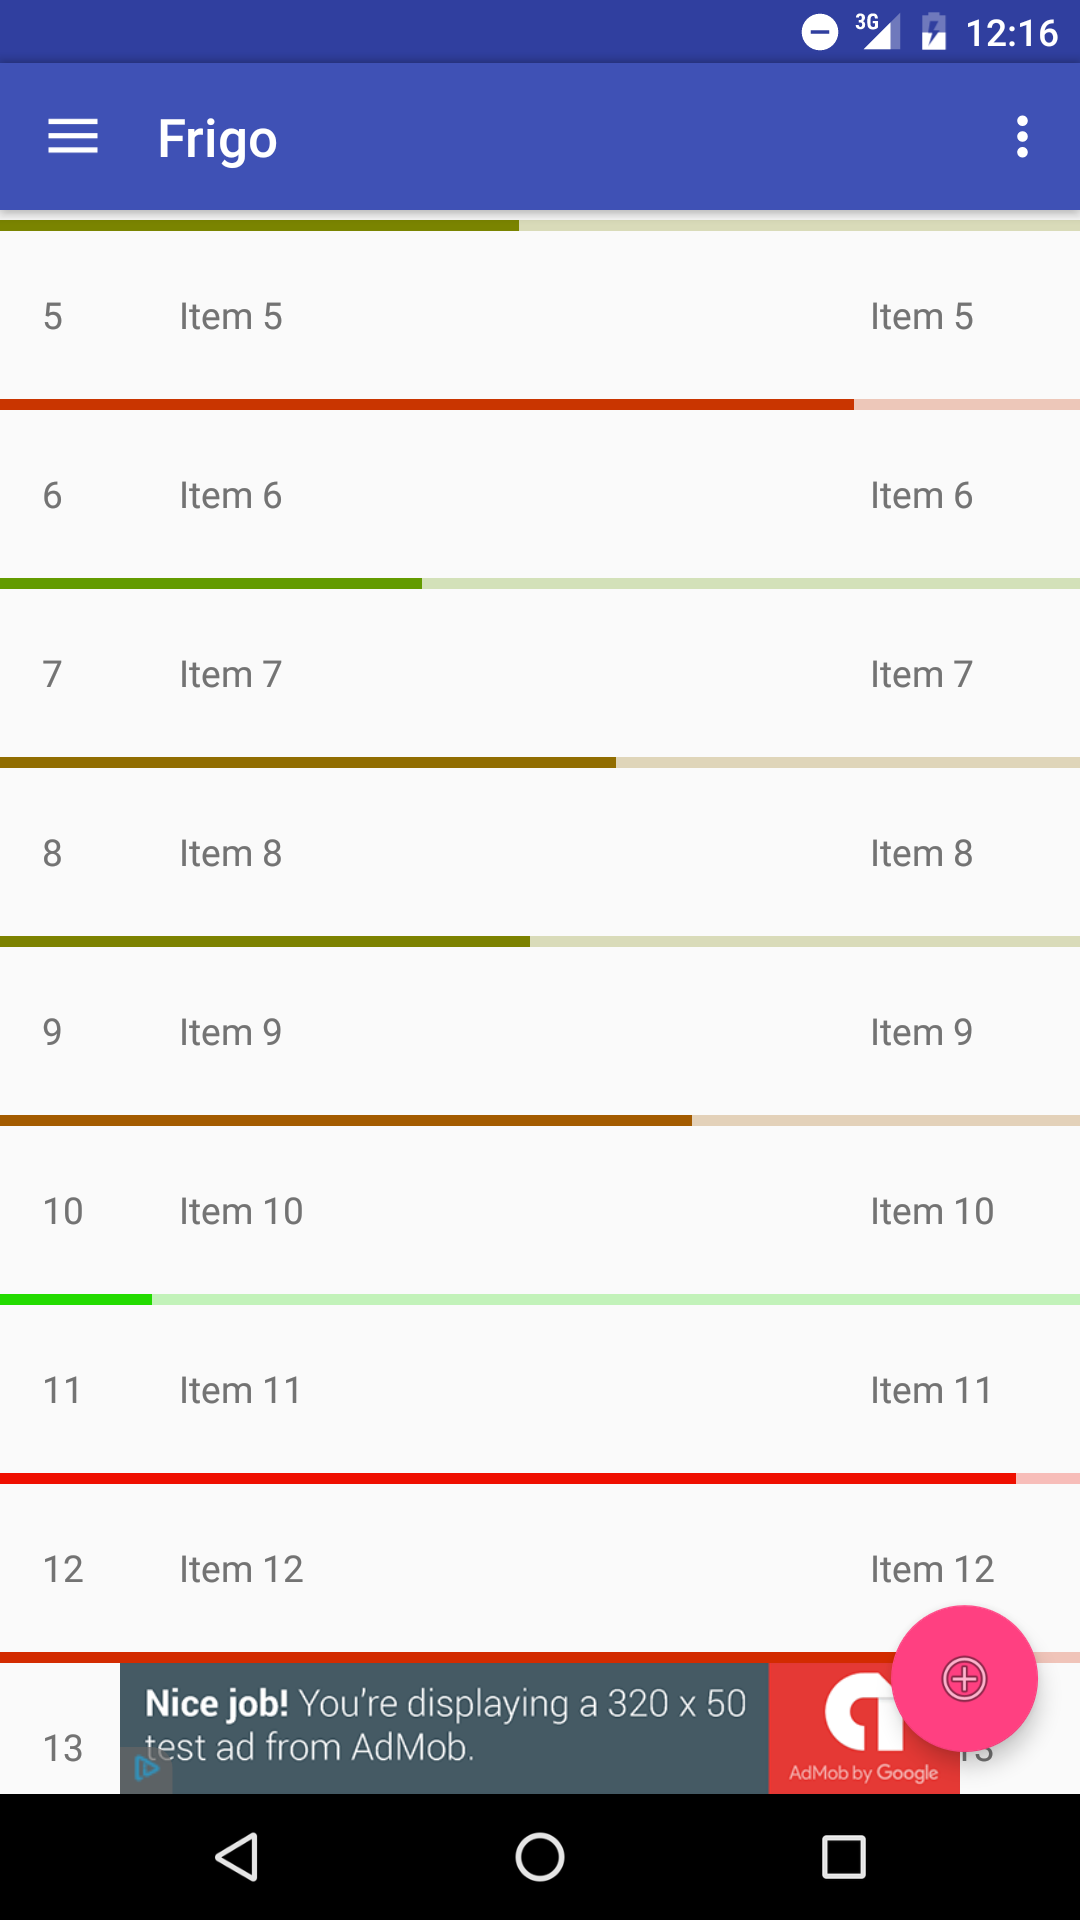 3G 12:16
Frigo
5 Item 5 Item 5
6 Item 6 Item 6
7 Item 7 Item 7
8 Item 8 Item 8
9 Item 9 Item 9
10 Item 10 Item 10
11 Item 11 Item 11
12 Item 12 Item 12
Nice job! You're displaying a 320 x 50
test ad from AdMob.
AdMob by Google
13